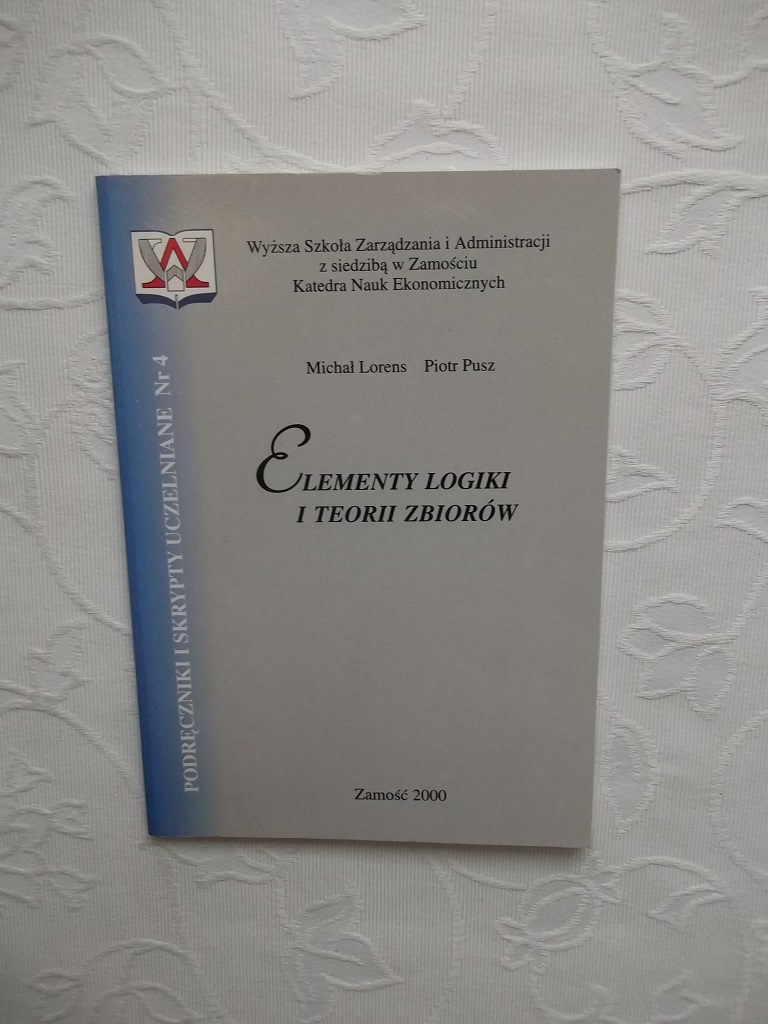 Wyższa Szkoła Zarządzania i Administracji
z siedzibą w Zamościu
Katedra Nauk Ekonomicznych
Michał Lorens Piotr Pusz
ELEMENTY LOGIKI
I TEORII ZBIORÓW
Zamość 2000
PODRĘCZNIKI I SKRYPTY UCZELNIANE Nr 4